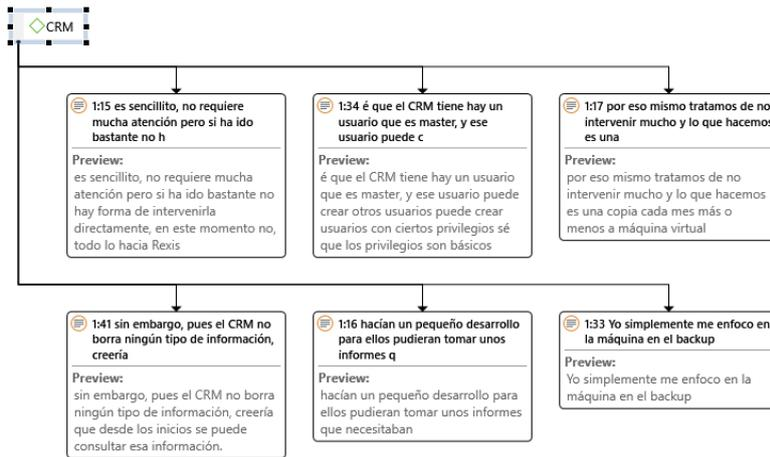 CRM
1:15 es sencillito, no requiere
mucha atención pero si ha ido
bastante no h
Preview:
es sencillito, no requiere mucha
atención pero si ha ido bastante no
hay forma de intervenirla
directamente, en este momento no,
todo lo hacia Rexis
1:34 é que el CRM tiene hay un
usuario que es master, y ese
usuario puede c
Preview:
é que el CRM tiene hay un usuario
que es master, y ese usuario puede
crear otros usuarios puede crear
usuarios con ciertos privilegios sé
que los privilegios son básicos
1:17 por eso mismo tratamos de no
intervenir mucho y lo que hacemos
es una
Preview:
por eso mismo tratamos de no
intervenir mucho y lo que hacemos
es una copia cada mes más o
menos a máquina virtual
1:41 sin embargo, pues el CRM no
borra ningún tipo de información,
creería
Preview:
sin embargo, pues el CRM no borra
ningún tipo de información, creería
que desde los inicios se puede
consultar esa información.
1:16 hacían un pequeño desarrollo
para ellos pudieran tomar unos
informes q
Preview:
hacían un pequeño desarrollo para
ellos pudieran tomar unos informes
que necesitaban
1:33 Yo simplemente me enfoco en
la máquina en el backup
Preview:
Yo simplemente me enfoco en la
máquina en el backup